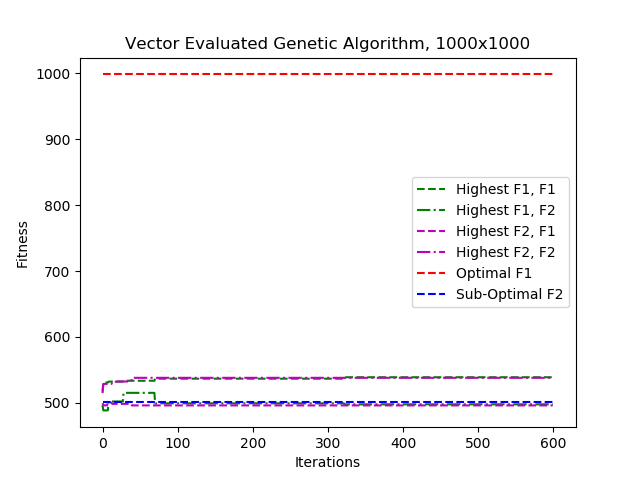 Vector Evaluated Genetic Algorithm, 1000x1000
1000
900
800
700
600
500
Fitness
Highest F1, F1
Highest F1, F2
Highest F2, F1
Highest F2, F2
Optimal F1
Sub-Optimal F2
0 100 200 300 400 500 600
Iterations